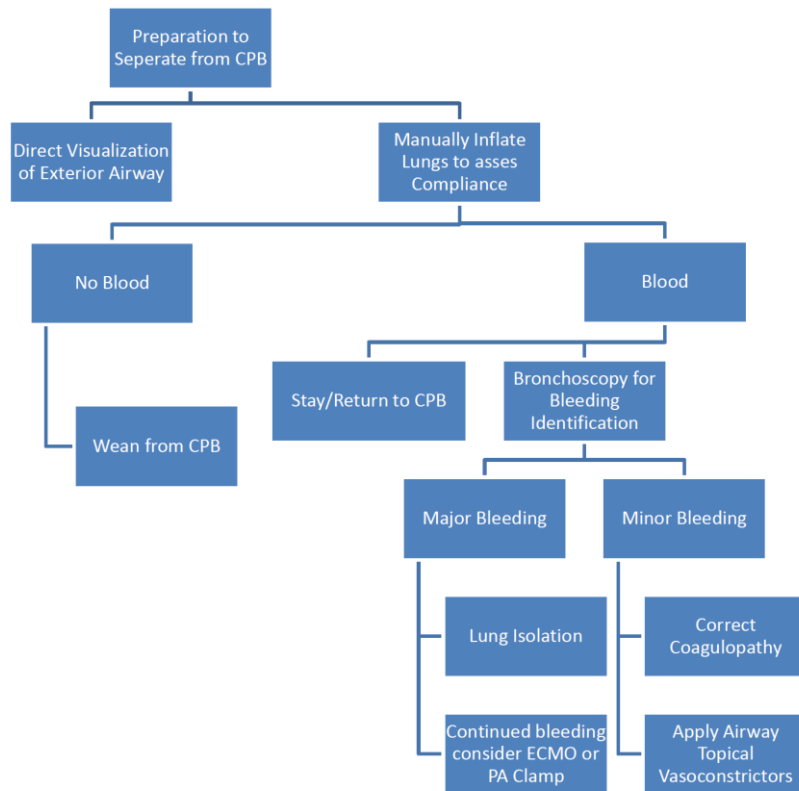 Preparation to
Seperate from CPB
Direct Visualization
of Exterior Airway
Manually Inflate
Lungs to asses
Compliance
No Blood
Blood
Stay/Return to CPB
Bronchoscopy for
Bleeding
Identification
Wean from CPB
Major Bleeding
Minor Bleeding
Lung Isolation
Correct
Coagulopathy
Continued bleeding
consider ECMO or
PA Clamp
Apply Airway
Topical
Vasoconstrictors